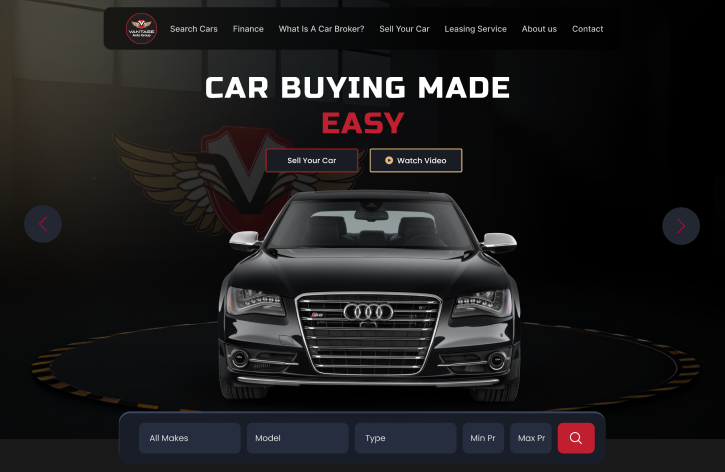 VANTAGE
Auto Group
Search Cars
Finance
What Is A Car Broker?
Sell Your Car
Leasing Service
About us
Contact
CAR BUYING MADE
EASY
Sell Your Car
Watch Video
All Makes
Model
Type
Min Pr
Max Pr